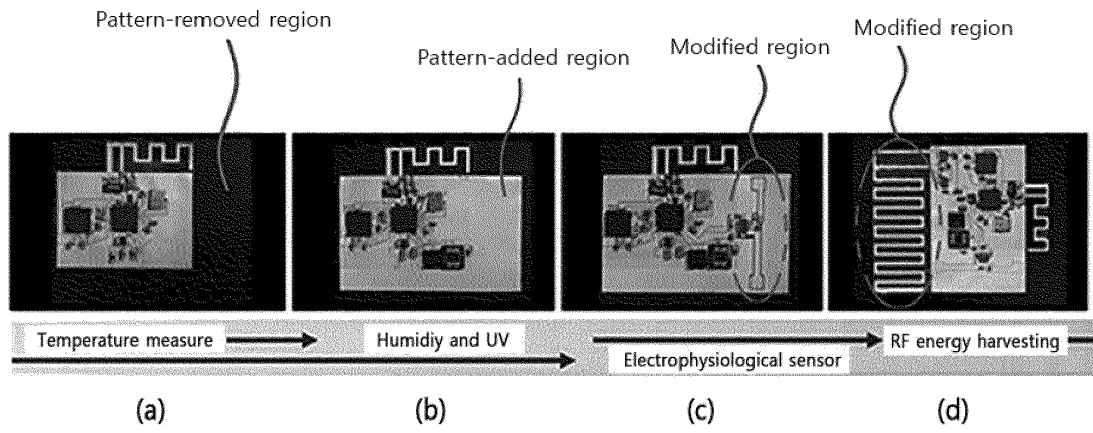 Pattern-removed region
Pattern-added region
Modified region
Modified region
Temperature measure
Humidiy and UV
Electrophysiological sensor
RF energy harvesting
(a)
(b)
(c)
(d)